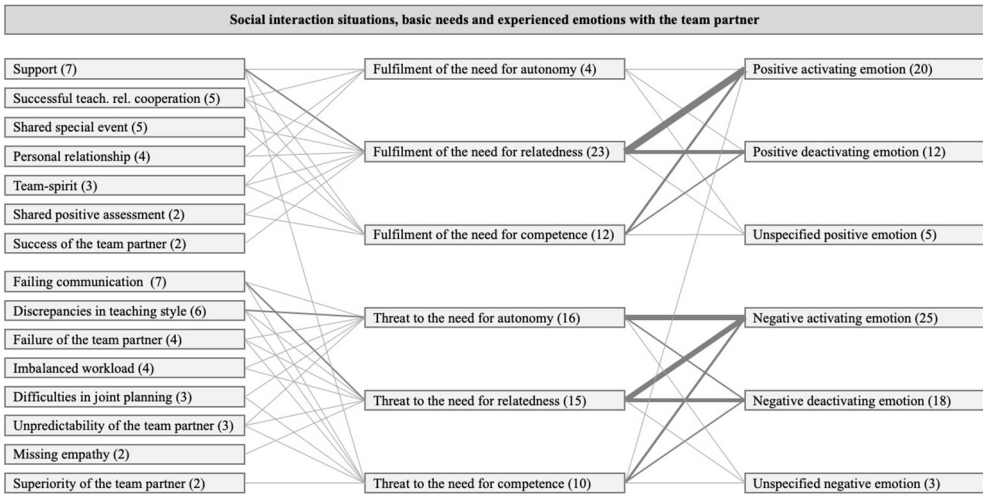 Social interaction situations, basic needs and experienced emotions with the team partner
Support (7)
Successful teach. rel. cooperation (5)
Shared special event (5)
Personal relationship (4)
Team-spirit (3)
Shared positive assessment (2)
Success of the team partner (2)
Failing communication  (7)
Discrepancies in teaching style (6)
Failure of the team partner (4)
Imbalanced workload (4)
Difficulties in joint planning (3)
Unpredictability of the team partner (3)
Missing empathy (2)
Superiority of the team partner (2)
Fulfilment of the need for autonomy (4)
Fulfilment of the need for relatedness (23)
Fulfilment of the need for competence (12)
Threat to the need for autonomy (16)
Threat to the need for relatedness (15)
Threat to the need for competence (10)
Positive activating emotion (20)
Positive deactivating emotion (12)
Unspecified positive emotion (5)
Negative activating emotion (25)
Negative deactivating emotion (18)
Unspecified negative emotion (3)